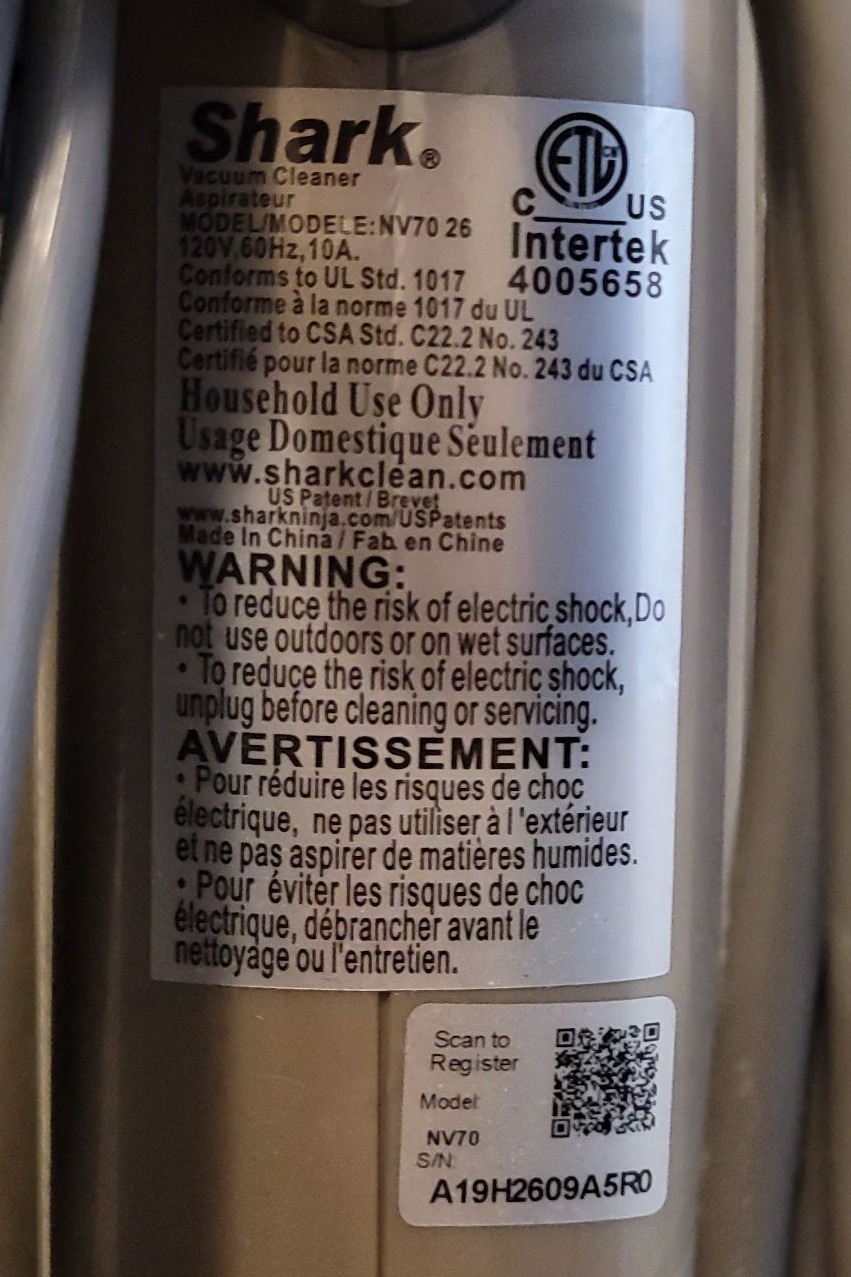 Shark®
Vacuum Cleaner
Aspirateur
MODEL/MODELE:NV70 26
120V,60Hz,10A.
Conforms to UL Std. 1017
Conforme à la norme 1017 du UL
Certified to CSA Std. C22.2 No. 243
Certifié pour la norme C22.2 No. 243 du CSA
ETL
C US
Intertek
4005658
Household Use Only
Usage Domestique Seulement
www.sharkclean.com
US Patent / Brevet
www.sharkninja.com/USPatents
Made In China / Fab. en Chine
WARNING:
• To reduce the risk of electric shock,Do
not use outdoors or on wet surfaces.
• To reduce the risk of electric shock,
unplug before cleaning or servicing.
AVERTISSEMENT:
• Pour réduire les risques de choc
électrique, ne pas utiliser à l'extérieur
et ne pas aspirer de matières humides.
• Pour éviter les risques de choc
électrique, débrancher avant le
nettoyage ou l'entretien.
Scan to
Register
Model:
NV70
S/N:
A19H2609A5R0